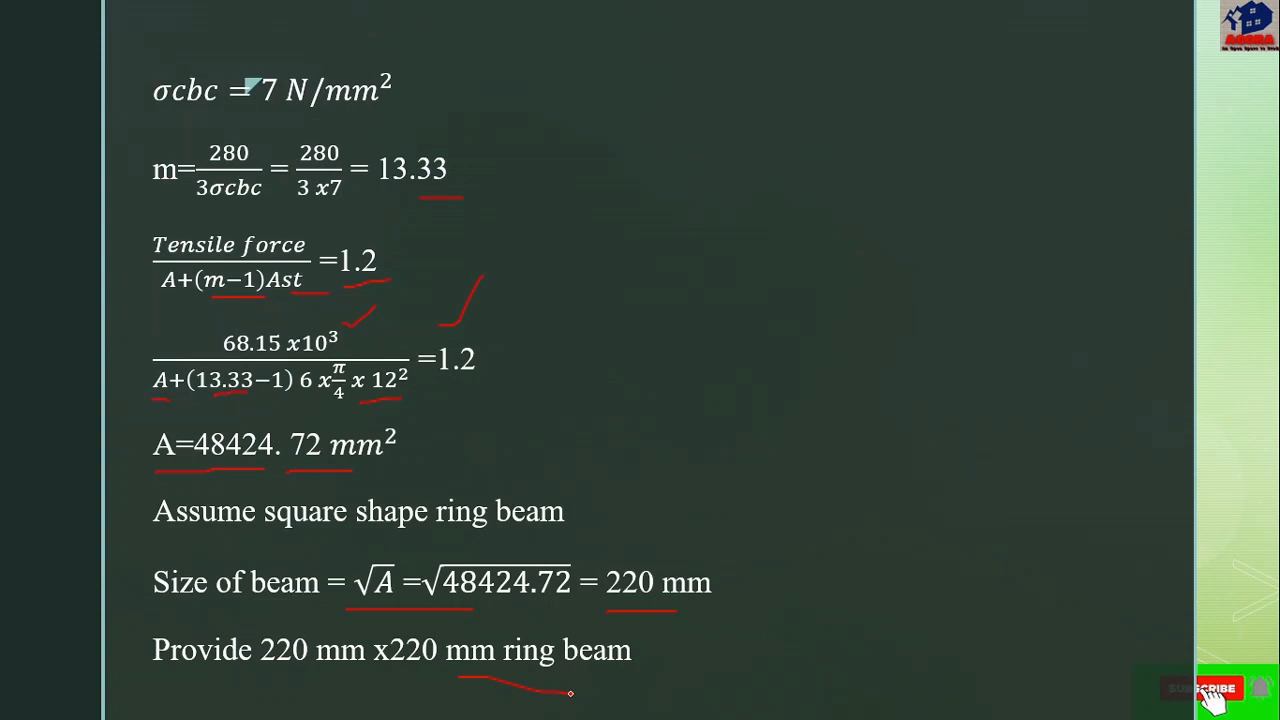 AGORA
σcbc = 7 N/mm²
m=280/3σcbc = 280/3 x7 = 13.33
Tensile force/A+(m−1)Ast =1.2
68.15 x10³/A+(13.33−1) 6 xπ/4 x 12² =1.2
A=48424. 72 mm²
Assume square shape ring beam
Size of beam = √A =√48424.72 = 220 mm
Provide 220 mm x220 mm ring beam
SUBSCRIBE